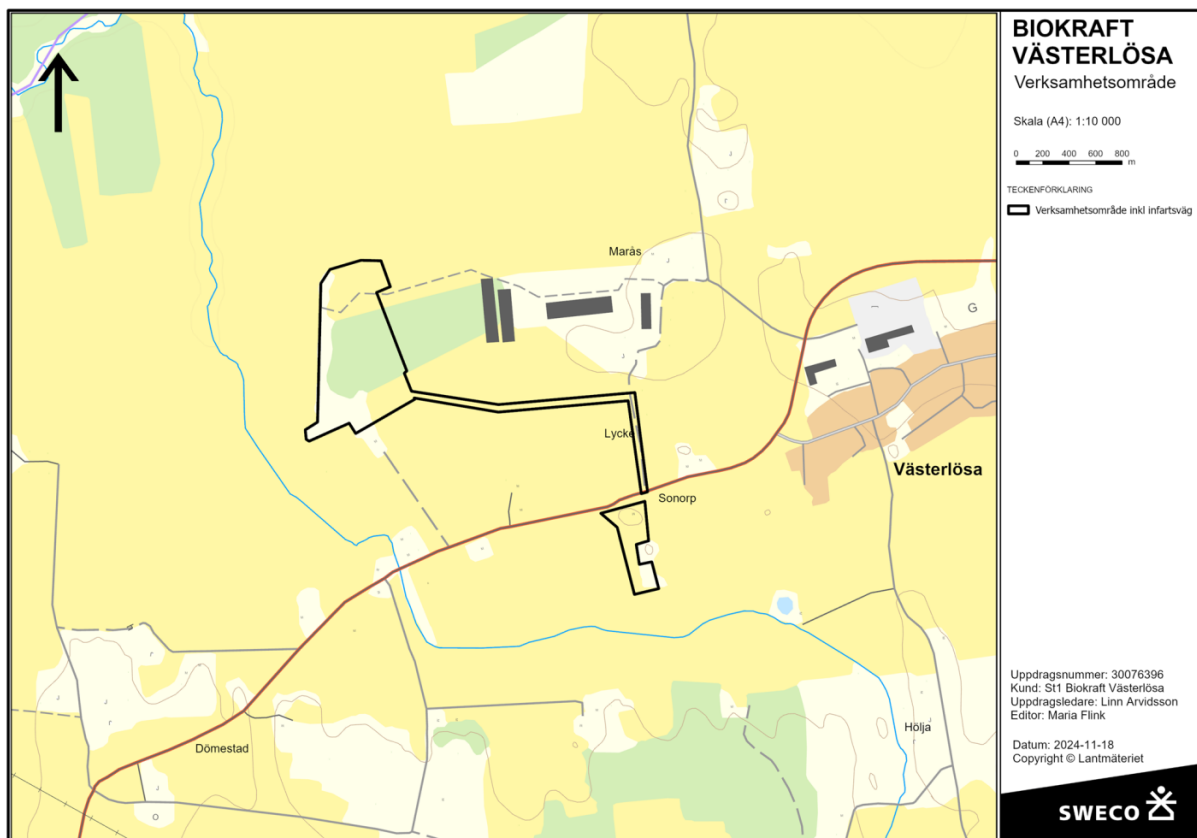 BIOKRAFT
VÄSTERLÖSA
Verksamhetsområde
Skala (A4): 1:10 000
0 200 400 600 800
m
TECKENFÖRKLARING
Verksamhetsområde inkl infartsväg
Marås
G
Lycke
Västerlösa
Sonorp
Hölja
Dömestad
Uppdragsnummer: 30076396
Kund: St1 Biokraft Västerlösa
Uppdragsledare: Linn Arvidsson
Editor: Maria Flink
Datum: 2024-11-18
Copyright © Lantmäteriet
SWECO